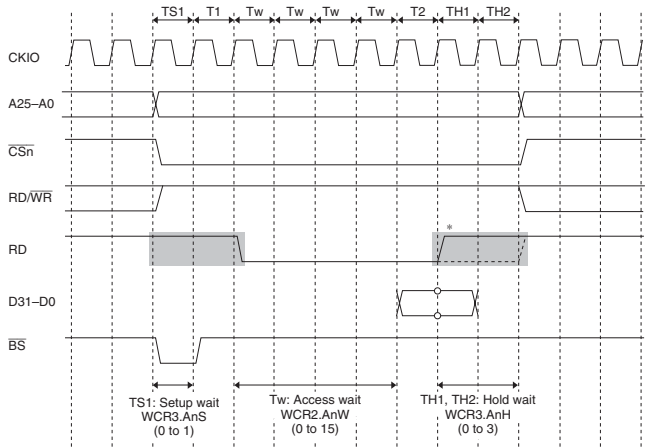 TS1 T1 Tw Tw Tw Tw T2 TH1 TH2
CKIO
A25–A0
CSn
RD/WR
*
RD
D31–D0
BS
TS1: Setup wait
WCR3.AnS
(0 to 1)
Tw: Access wait
WCR2.AnW
(0 to 15)
TH1, TH2: Hold wait
WCR3.AnH
(0 to 3)